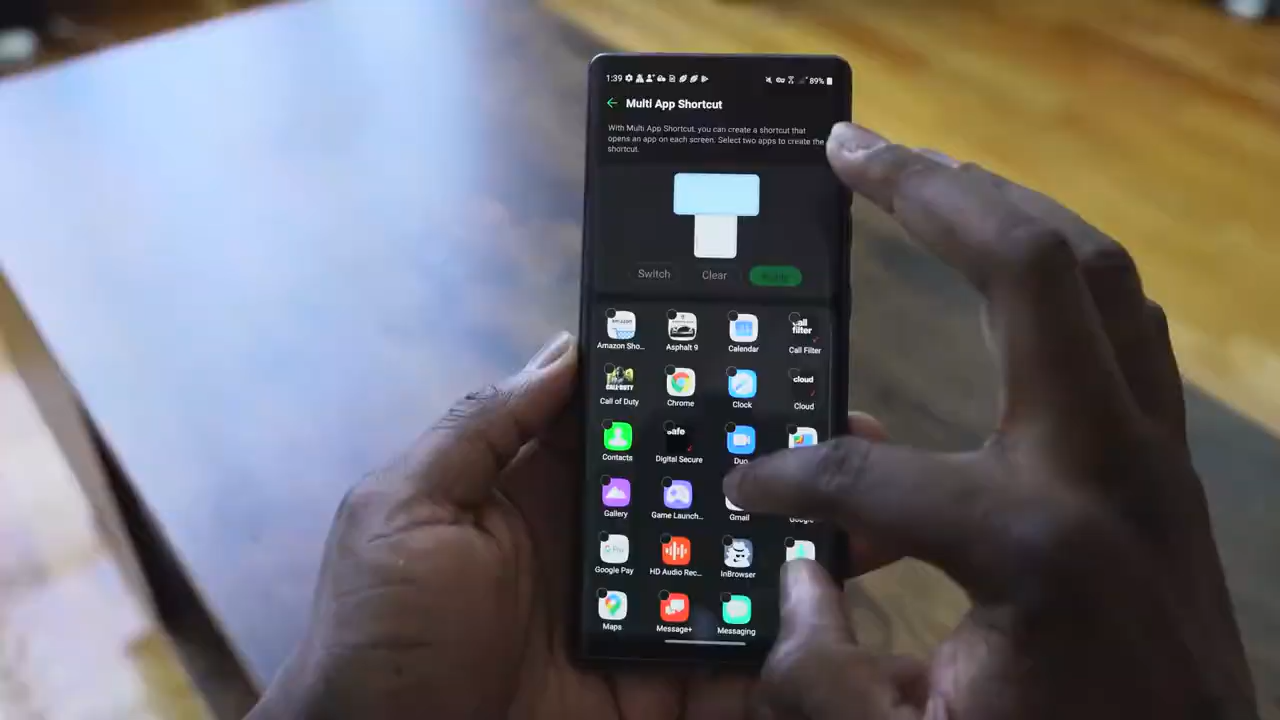 1:39 89%
Multi App Shortcut
With Multi App Shortcut, you can create a shortcut that
opens an app on each screen. Select two apps to create the
shortcut.
Switch Clear
Amazon Sho... Asphalt 9 Calendar Call Filter
Call of Duty Chrome Clock Cloud
Contacts Digital Secure Duo
Gallery Game Launch... Gmail Google
Google Pay HD Audio Rec... InBrowser
Maps Message+ Messaging